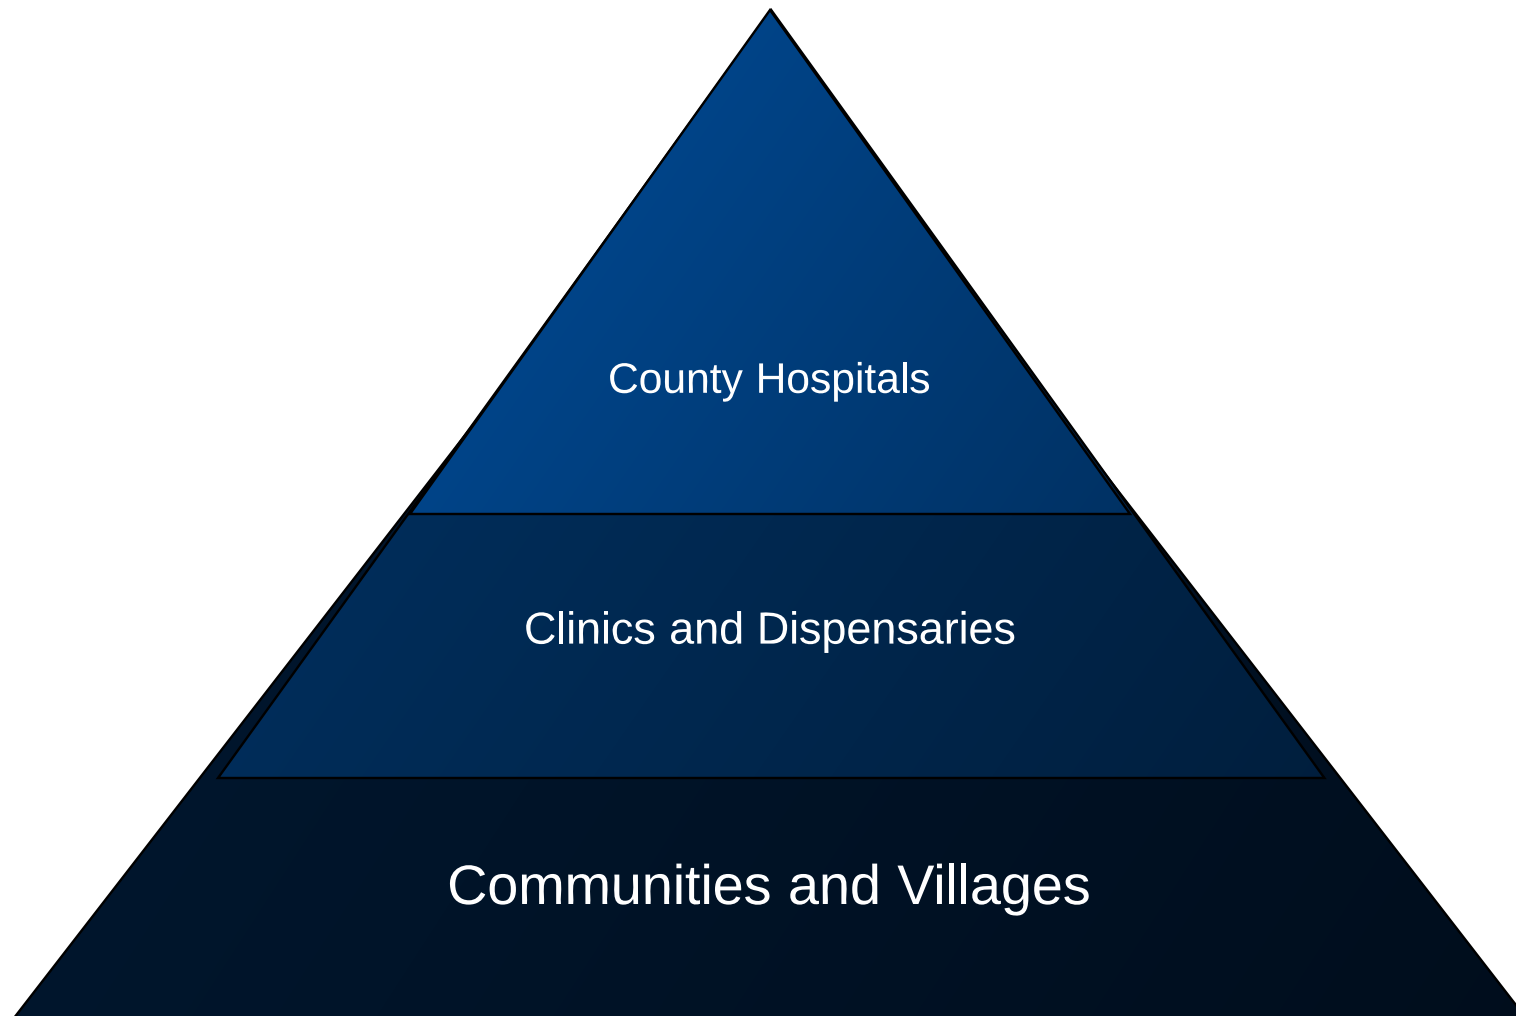 County Hospitals
Clinics and Dispensaries
Communities and Villages